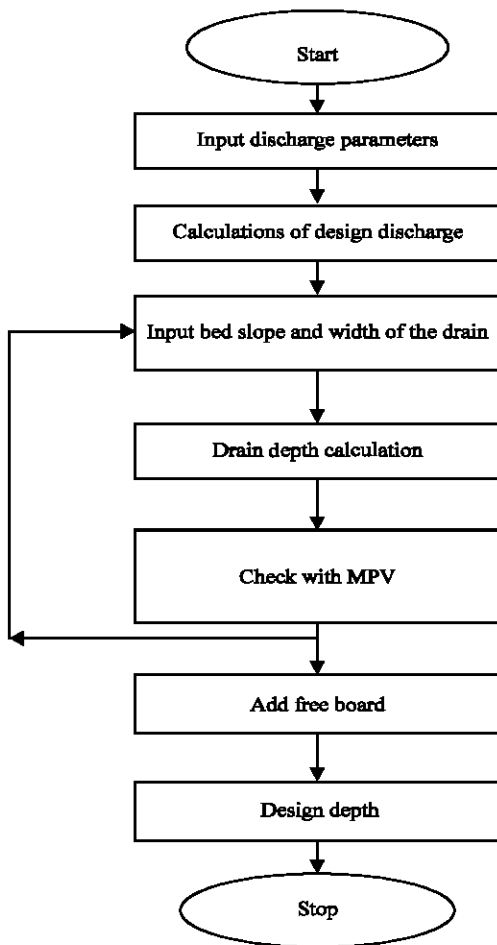 Start
Input discharge parameters
Calculations of design discharge
Input bed slope and width of the drain
Drain depth calculation
Check with MPV
Add free board
Design depth
Stop